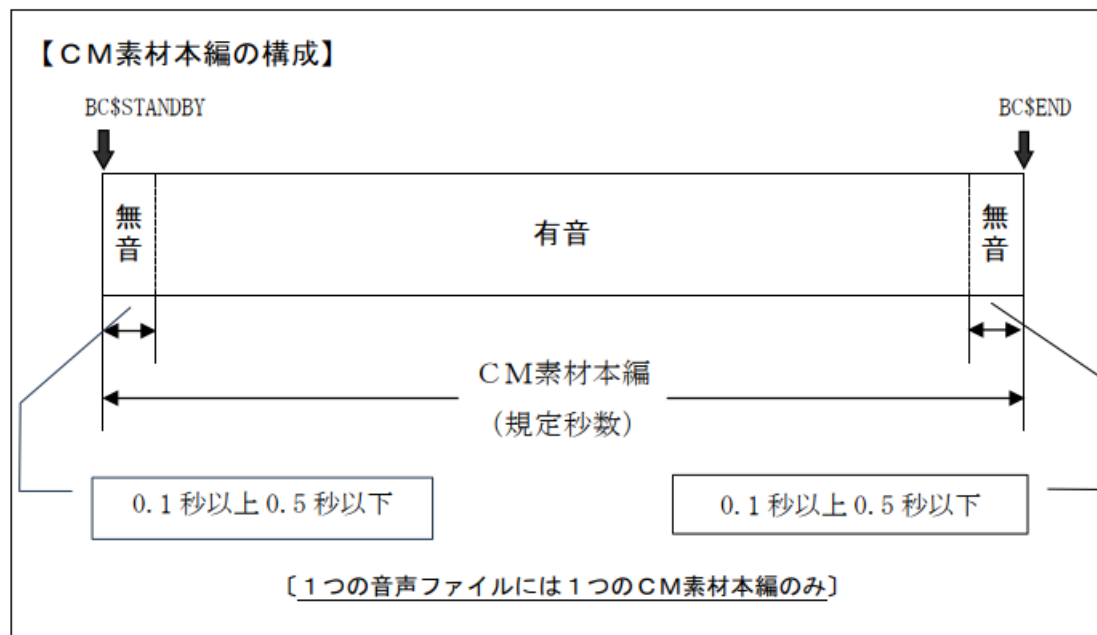 【ＣＭ素材本編の構成】
BC$STANDBY
BC$END
無音
有音
無音
ＣＭ素材本編
（規定秒数）
0.1秒以上0.5秒以下
0.1秒以上0.5秒以下
〔１つの音声ファイルには１つのＣＭ素材本編のみ〕